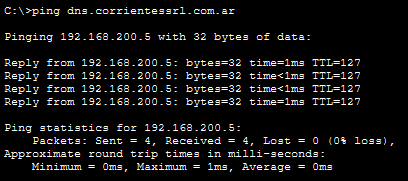 C:\>ping dns.corrientessrl.com.ar
Pinging 192.168.200.5 with 32 bytes of data:
Reply from 192.168.200.5: bytes=32 time=1ms TTL=127
Reply from 192.168.200.5: bytes=32 time<1ms TTL=127
Reply from 192.168.200.5: bytes=32 time<1ms TTL=127
Reply from 192.168.200.5: bytes=32 time<1ms TTL=127
Ping statistics for 192.168.200.5:
    Packets: Sent = 4, Received = 4, Lost = 0 (0% loss),
Approximate round trip times in milli-seconds:
    Minimum = 0ms, Maximum = 1ms, Average = 0ms